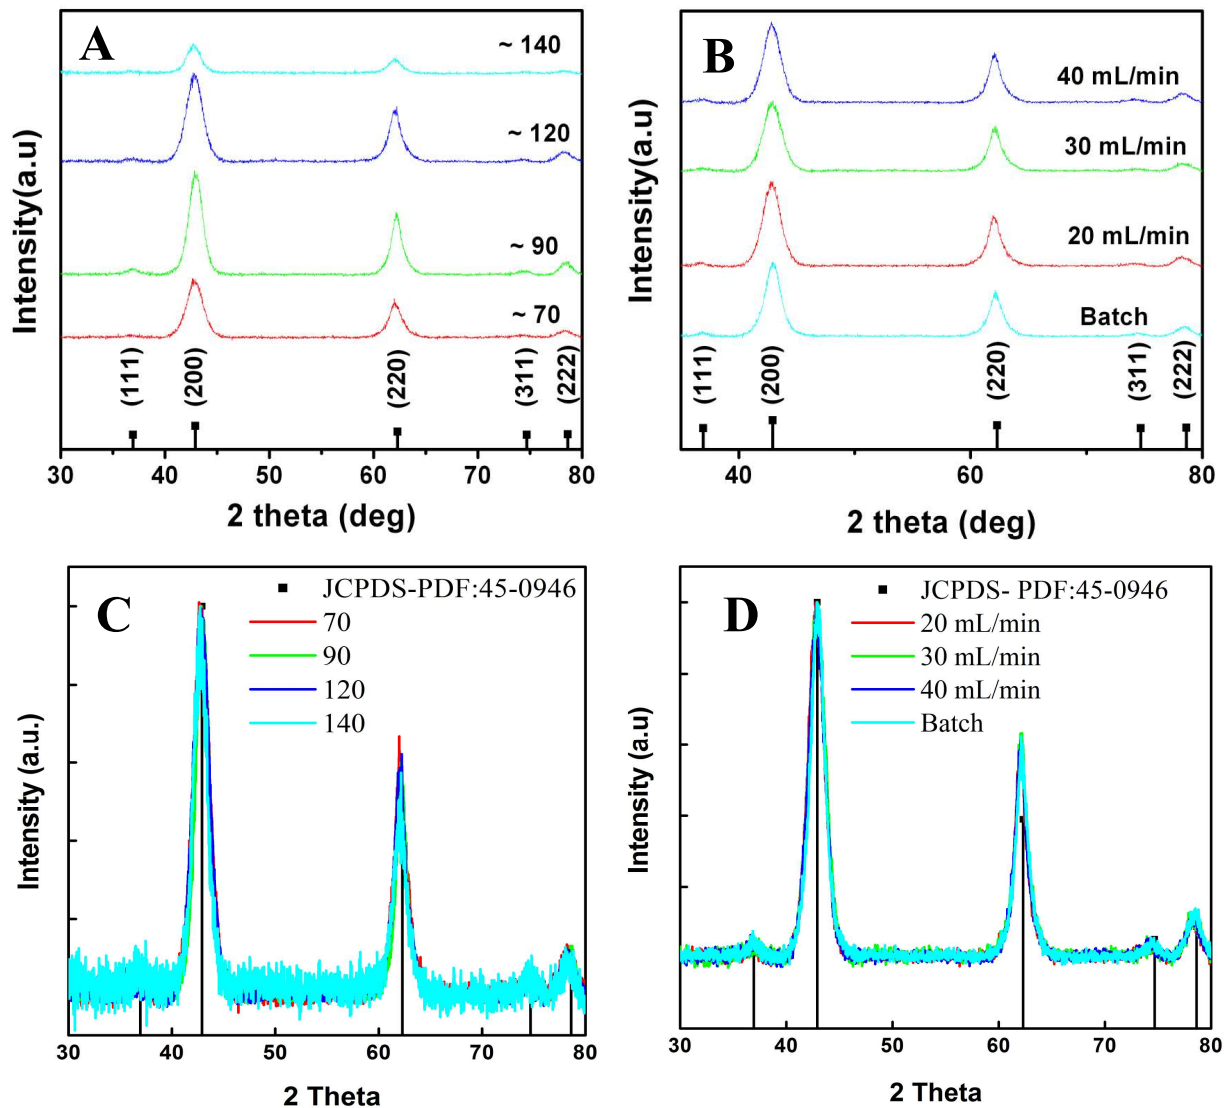 A
~ 140
~ 120
~ 90
~ 70
(111)
(200)
(220)
(311)
(222)
30 40 50 60 70 80
2 theta (deg)
Intensity(a.u)
B
40 mL/min
30 mL/min
20 mL/min
Batch
(111)
(200)
(220)
(311)
(222)
40 60 80
2 theta (deg)
Intensity(a.u)
C
JCPDS-PDF:45-0946
70
90
120
140
30 40 50 60 70 80
2 Theta
Intensity (a.u.)
D
JCPDS- PDF:45-0946
20 mL/min
30 mL/min
40 mL/min
Batch
30 40 50 60 70 80
2 Theta
Intensity (a.u)